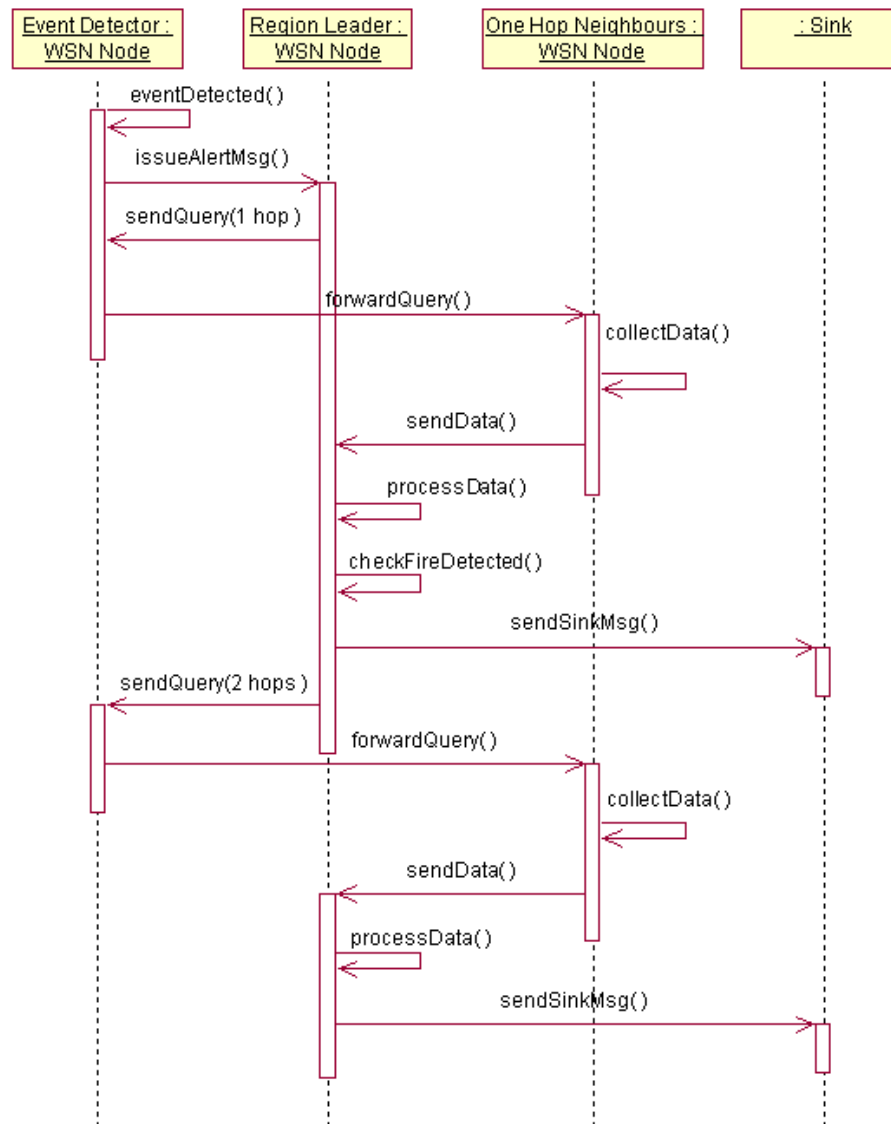 Event Detector :
WSN Node
Region Leader :
WSN Node
One Hop Neighbours :
WSN Node
: Sink
eventDetected()
issueAlertMsg()
sendQuery(1 hop )
forwardQuery()
collectData()
sendData()
processData()
checkFireDetected()
sendSinkMsg()
sendQuery(2 hops )
forwardQuery()
collectData()
sendData()
processData()
sendSinkMsg()